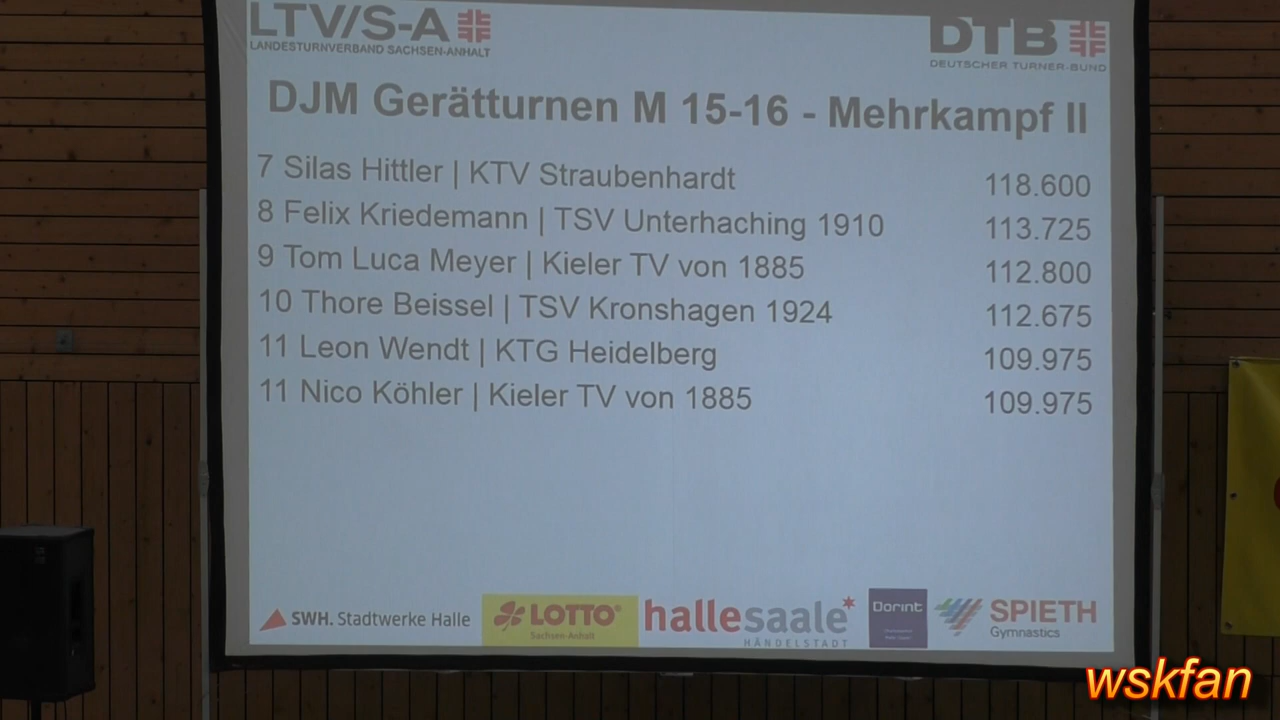 LTV/S-A
LANDESTURNVERBAND SACHSEN-ANHALT
DTB
DEUTSCHER TURNER-BUND
DJM Gerätturnen M 15-16 - Mehrkampf II
7 Silas Hittler | KTV Straubenhardt 118.600
8 Felix Kriedemann | TSV Unterhaching 1910 113.725
9 Tom Luca Meyer | Kieler TV von 1885 112.800
10 Thore Beissel | TSV Kronshagen 1924 112.675
11 Leon Wendt | KTG Heidelberg 109.975
11 Nico Köhler | Kieler TV von 1885 109.975
SWH. Stadtwerke Halle
LOTTO®
Sachsen-Anhalt
hallesaale*
HÄNDELSTADT
Dorint
SPIETH
Gymnastics
wskfan